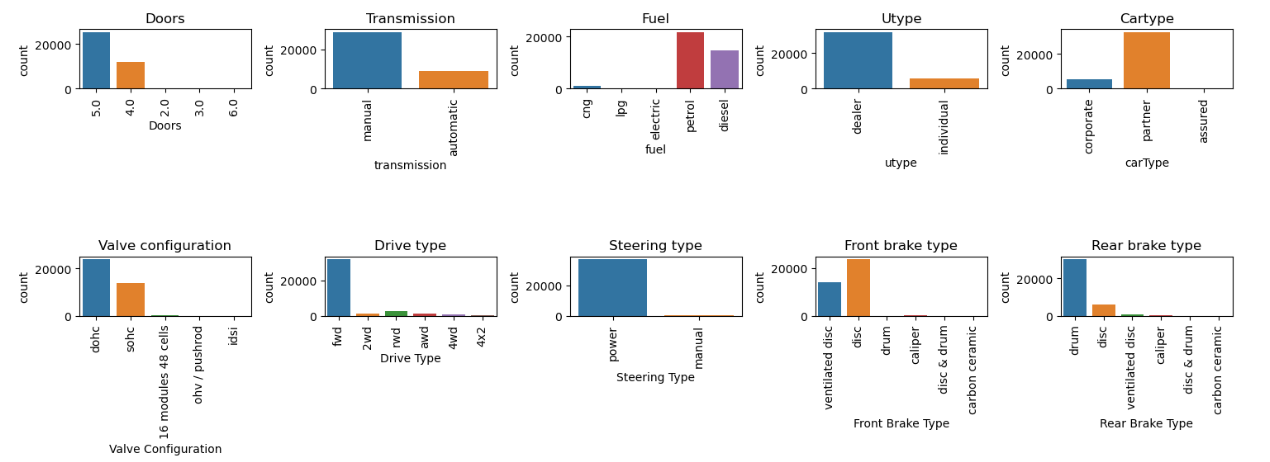 Doors
Transmission
Fuel
Utype
Cartype
count
20000
0
5.0
4.0
2.0
3.0
6.0
Doors
count
20000
0
manual
automatic
transmission
count
20000
0
cng
lpg
electric
petrol
diesel
fuel
count
20000
0
dealer
individual
utype
count
20000
0
corporate
partner
assured
carType
Valve configuration
Drive type
Steering type
Front brake type
Rear brake type
count
20000
0
dohc
sohc
16 modules 48 cells
ohv / pushrod
idsi
Valve Configuration
count
20000
0
fwd
2wd
rwd
awd
4wd
4x2
Drive Type
count
20000
0
power
manual
Steering Type
count
20000
0
ventilated disc
disc
drum
caliper
disc & drum
carbon ceramic
Front Brake Type
count
20000
0
drum
disc
ventilated disc
caliper
disc & drum
carbon ceramic
Rear Brake Type